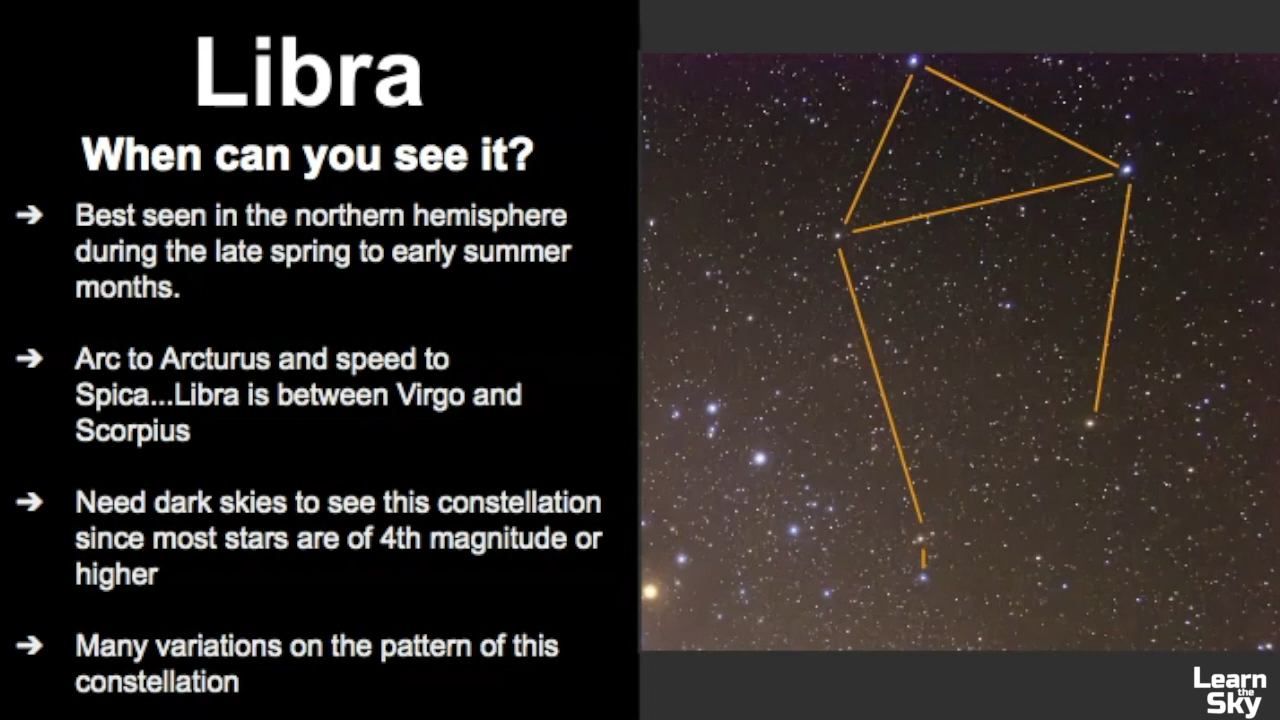 Libra
When can you see it?
➔ Best seen in the northern hemisphere
during the late spring to early summer
months.
➔ Arc to Arcturus and speed to
Spica...Libra is between Virgo and
Scorpius
➔ Need dark skies to see this constellation
since most stars are of 4th magnitude or
higher
➔ Many variations on the pattern of this
constellation
Learn
the
Sky